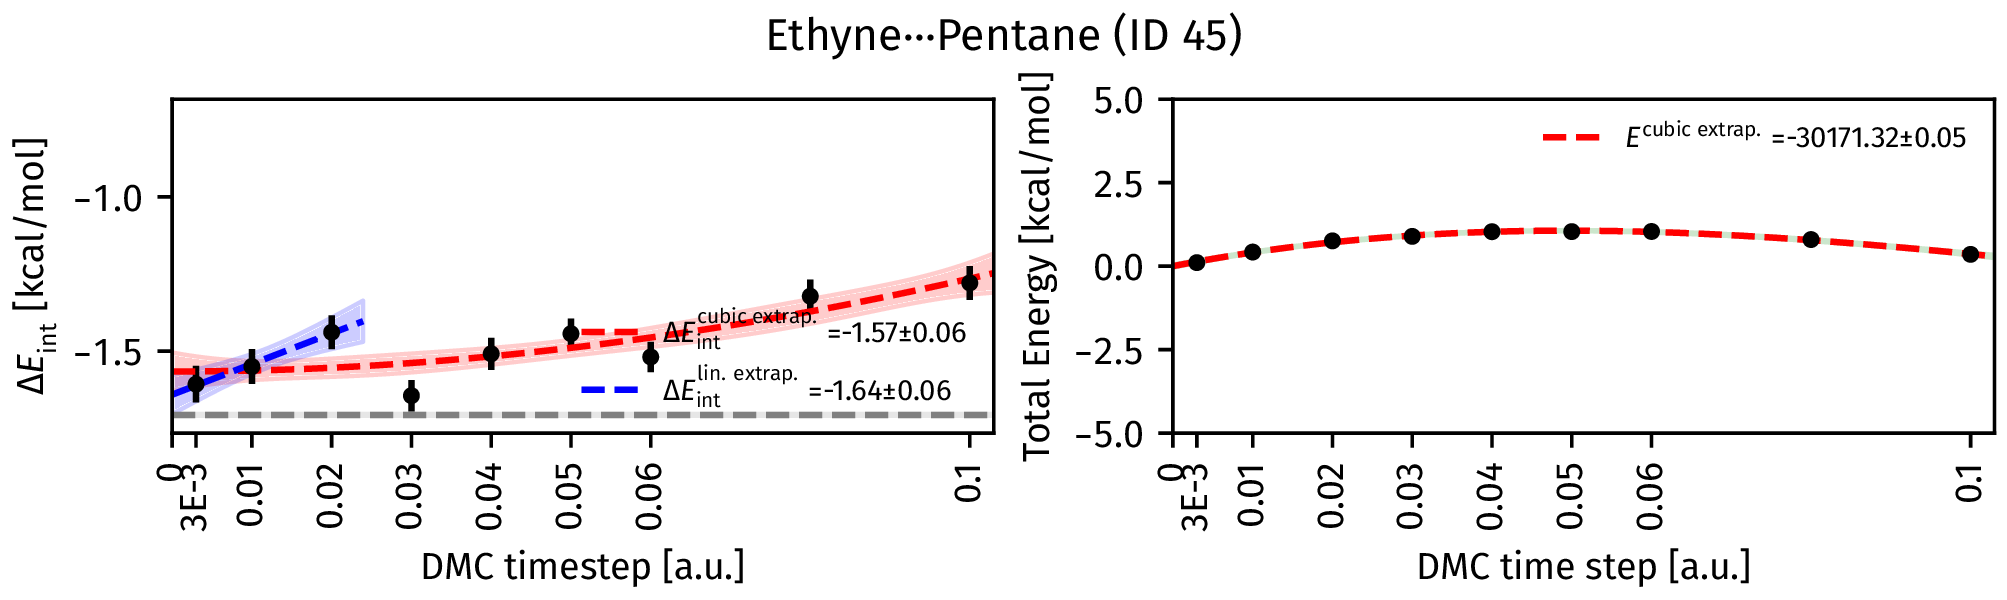 Ethyne···Pentane (ID 45)
ΔE_int [kcal/mol]
−1.0
−1.5
ΔE_int^cubic extrap. =-1.57±0.06
ΔE_int^lin. extrap. =-1.64±0.06
0
3E-3
0.01
0.02
0.03
0.04
0.05
0.06
0.1
DMC timestep [a.u.]
Total Energy [kcal/mol]
5.0
2.5
0.0
−2.5
−5.0
E^cubic extrap. =-30171.32±0.05
0
3E-3
0.01
0.02
0.03
0.04
0.05
0.06
0.1
DMC time step [a.u.]